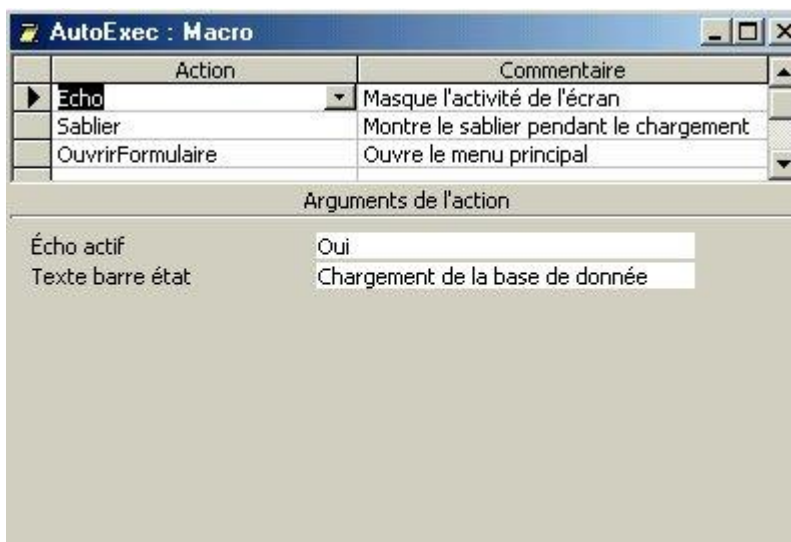 AutoExec : Macro
Action Commentaire
Echo Masque l'activité de l'écran
Sablier Montre le sablier pendant le chargement
OuvrirFormulaire Ouvre le menu principal
Arguments de l'action
Écho actif Oui
Texte barre état Chargement de la base de donnée